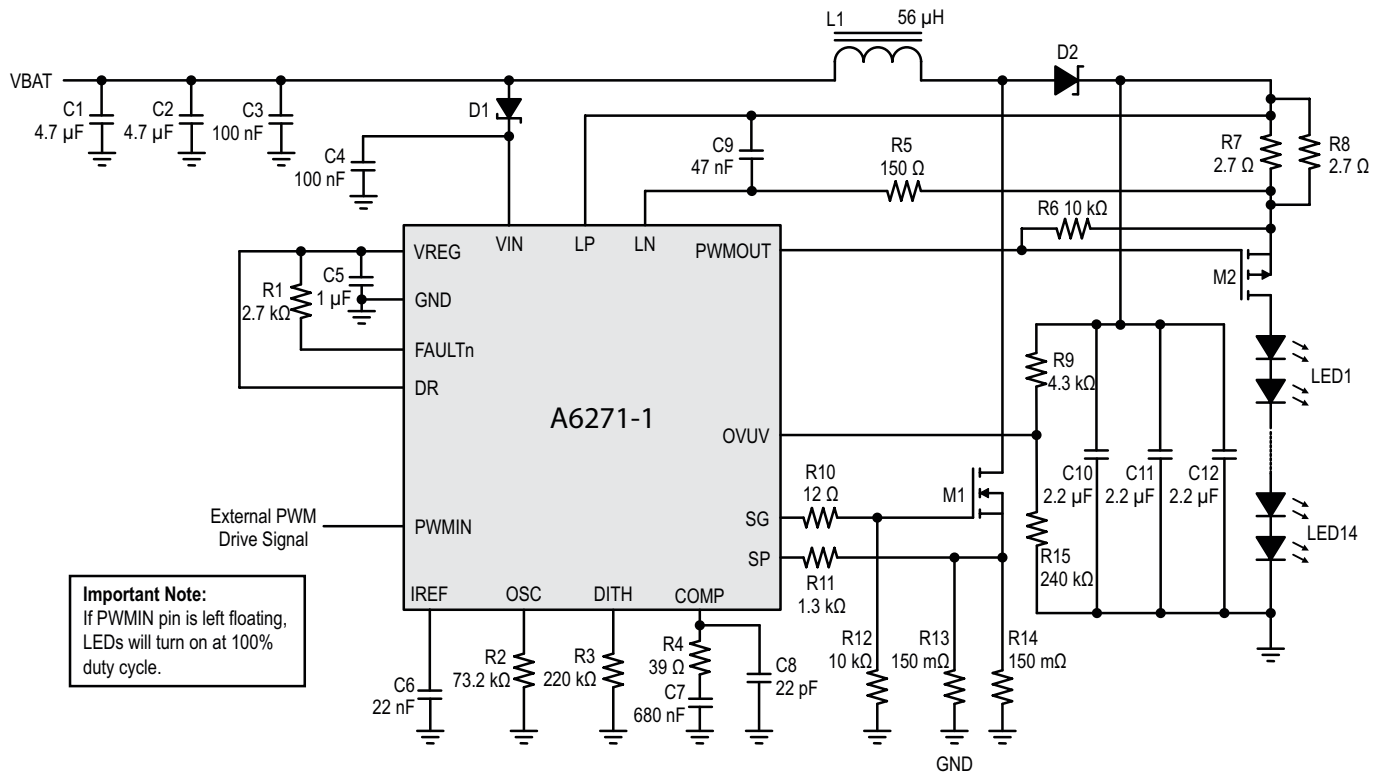 L1
56 µH
VBAT
D2
C1
4.7 µF
C2
4.7 µF
C3
100 nF
D1
C4
100 nF
C9
47 nF
R5
150 Ω
R7
2.7 Ω
R8
2.7 Ω
R6 10 kΩ
VIN
LP
LN
PWMOUT
VREG
C5
1 µF
R1
2.7 kΩ
GND
FAULTn
DR
M2
LED1
R9
4.3 kΩ
A6271-1
OVUV
C10
2.2 µF
C11
2.2 µF
C12
2.2 µF
R10
12 Ω
M1
External PWM
Drive Signal
PWMIN
SG
SP
LED14
R15
240 kΩ
R11
1.3 kΩ
Important Note:
If PWMIN pin is left floating,
LEDs will turn on at 100%
duty cycle.
IREF
OSC
DITH
COMP
C6
22 nF
R2
73.2 kΩ
R3
220 kΩ
R4
39 Ω
C7
680 nF
C8
22 pF
R12
10 kΩ
R13
150 mΩ
R14
150 mΩ
GND